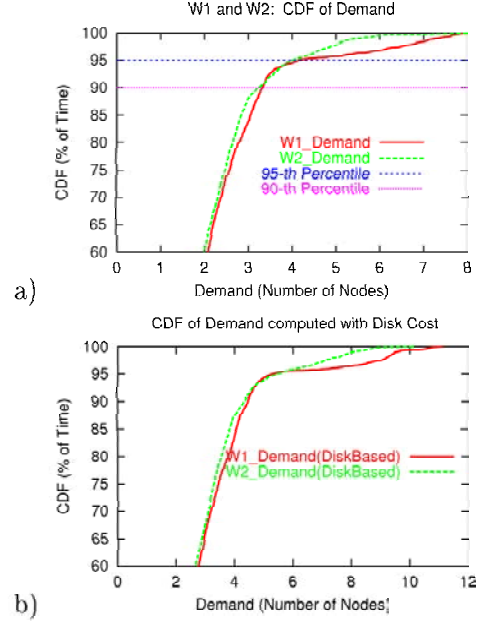 W1 and W2: CDF of Demand
100
95
90
85
80
75
70
65
60
CDF (% of Time)
W1_Demand
W2_Demand
95-th Percentile
90-th Percentile
0 1 2 3 4 5 6 7 8
Demand (Number of Nodes)
a)
CDF of Demand computed with Disk Cost
100
95
90
85
80
75
70
65
60
CDF (% of Time)
W1_Demand(DiskBased)
W2_Demand(DiskBased)
0 2 4 6 8 10 12
Demand (Number of Nodes)
b)